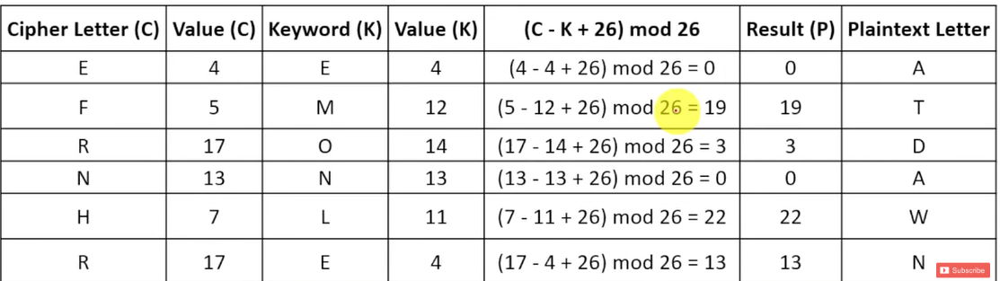 Cipher Letter (C) Value (C) Keyword (K) Value (K) (C - K + 26) mod 26 Result (P) Plaintext Letter
E 4 E 4 (4 - 4 + 26) mod 26 = 0 0 A
F 5 M 12 (5 - 12 + 26) mod 26 = 19 19 T
R 17 O 14 (17 - 14 + 26) mod 26 = 3 3 D
N 13 N 13 (13 - 13 + 26) mod 26 = 0 0 A
H 7 L 11 (7 - 11 + 26) mod 26 = 22 22 W
R 17 E 4 (17 - 4 + 26) mod 26 = 13 13 N
Subscribe